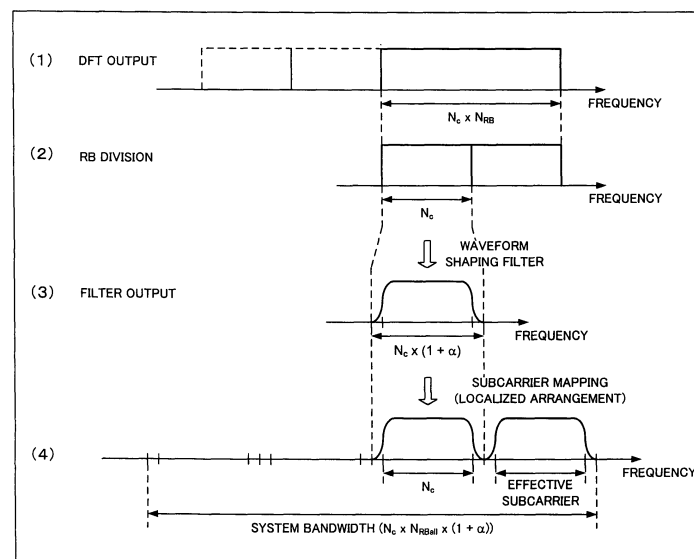 (1) DFT OUTPUT
FREQUENCY
Nc x NRB
(2) RB DIVISION
FREQUENCY
Nc
WAVEFORM
SHAPING FILTER
(3) FILTER OUTPUT
FREQUENCY
Nc x (1 + α)
SUBCARRIER MAPPING
(LOCALIZED ARRANGEMENT)
(4)
FREQUENCY
Nc
EFFECTIVE
SUBCARRIER
SYSTEM BANDWIDTH (Nc x NRBall x (1 + α))